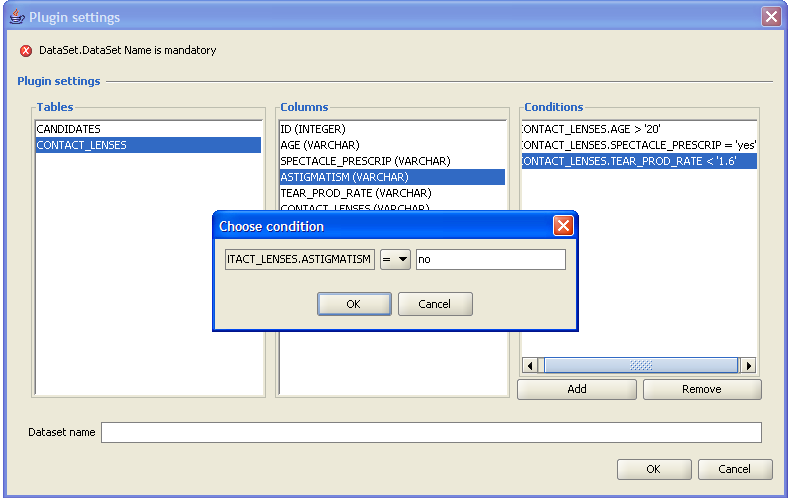 Plugin settings
DataSet.DataSet Name is mandatory
Plugin settings
Tables
CANDIDATES
CONTACT_LENSES
Columns
ID (INTEGER)
AGE (VARCHAR)
SPECTACLE_PRESCRIP (VARCHAR)
ASTIGMATISM (VARCHAR)
TEAR_PROD_RATE (VARCHAR)
CONTACT_LENSES (VARCHAR)
Conditions
CONTACT_LENSES.AGE > '20'
CONTACT_LENSES.SPECTACLE_PRESCRIP = 'yes'
CONTACT_LENSES.TEAR_PROD_RATE < '1.6'
Choose condition
ITACT_LENSES.ASTIGMATISM = no
OK Cancel
Add Remove
Dataset name
OK Cancel